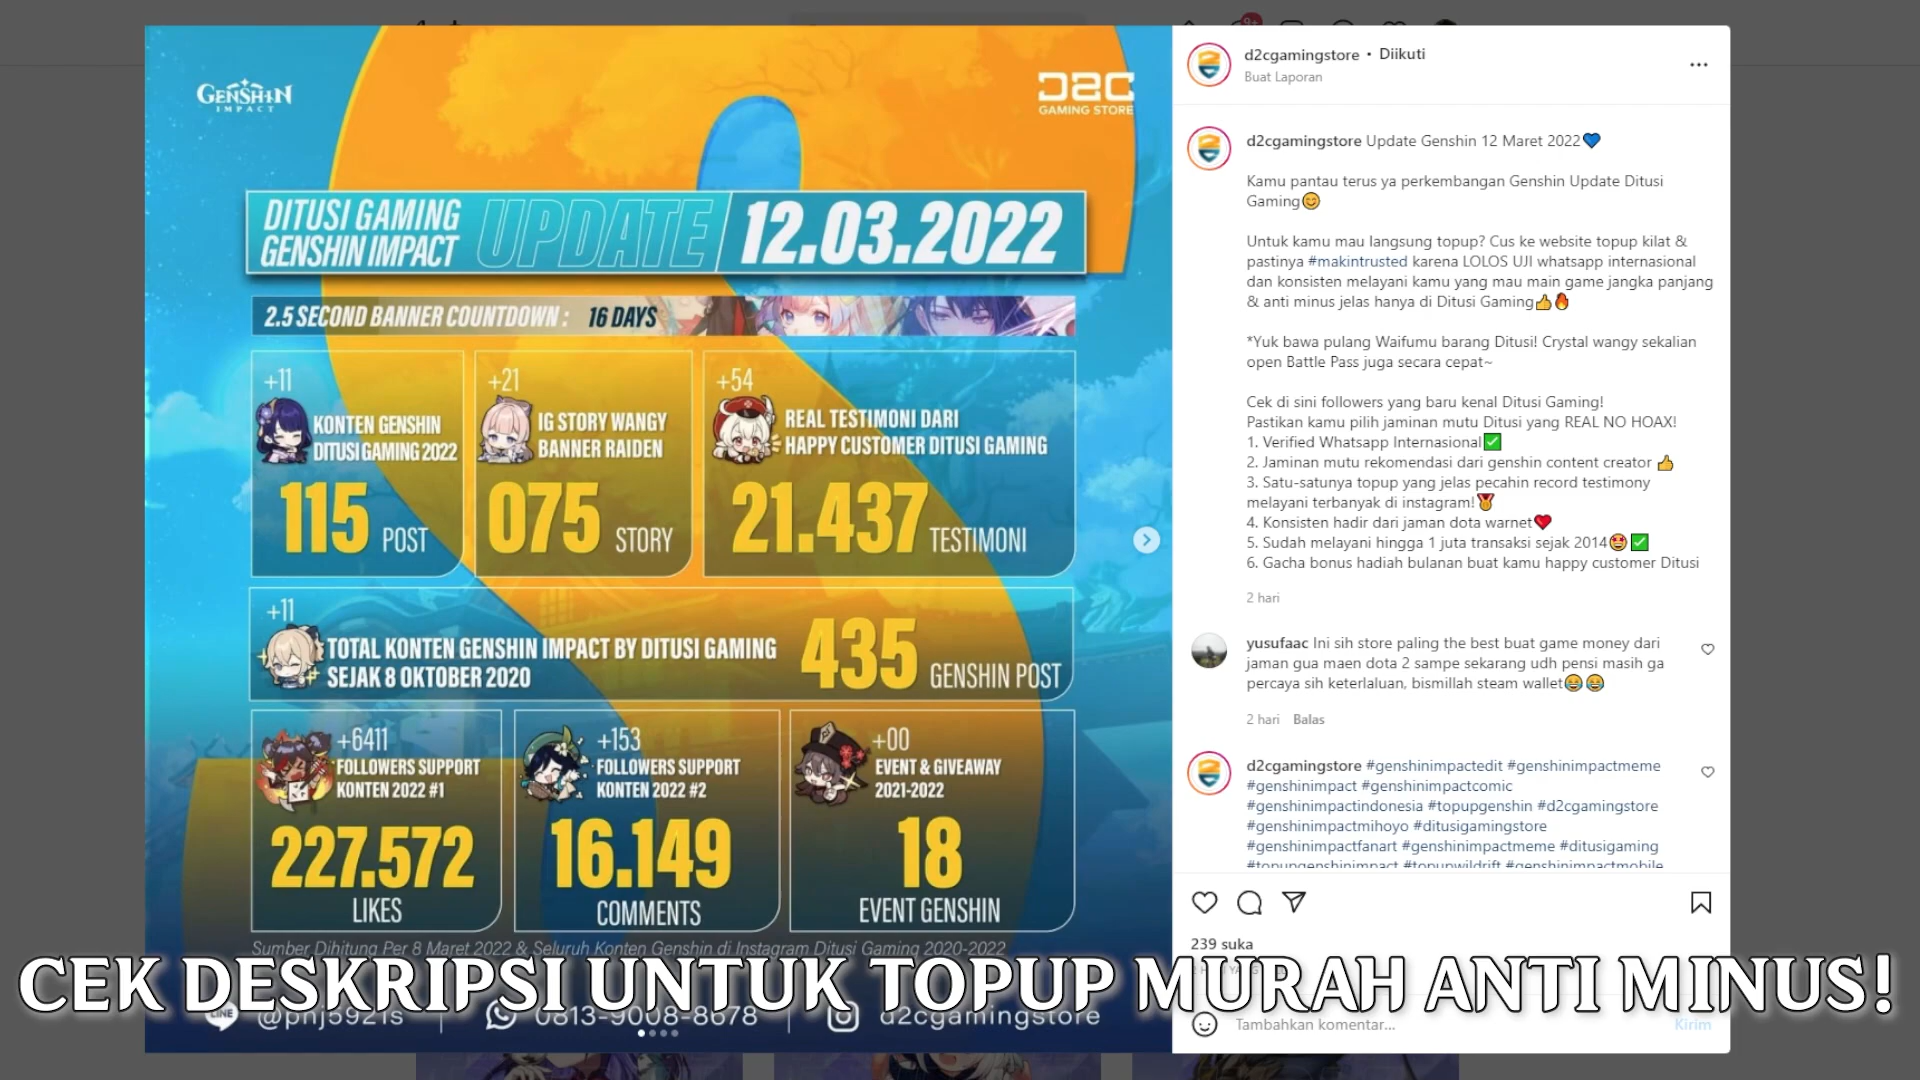 GENSHIN
IMPACT
D2C
GAMING STORE
DITUSI GAMING
GENSHIN IMPACT
UPDATE
12.03.2022
2.5 SECOND BANNER COUNTDOWN : 16 DAYS
+11
KONTEN GENSHIN
DITUSI GAMING 2022
115 POST
+21
IG STORY WANGY
BANNER RAIDEN
075 STORY
+54
REAL TESTIMONI DARI
HAPPY CUSTOMER DITUSI GAMING
21.437 TESTIMONI
+11
TOTAL KONTEN GENSHIN IMPACT BY DITUSI GAMING
SEJAK 8 OKTOBER 2020
435 GENSHIN POST
+6411
FOLLOWERS SUPPORT
KONTEN 2022 #1
227.572
LIKES
+153
FOLLOWERS SUPPORT
KONTEN 2022 #2
16.149
COMMENTS
+00
EVENT & GIVEAWAY
2021-2022
18
EVENT GENSHIN
Sumber Dihitung Per 8 Maret 2022 & Seluruh Konten Genshin di Instagram Ditusi Gaming 2020-2022
LINE @pnj5921s
0813-9008-8678
d2cgamingstore
d2cgamingstore • Diikuti
Buat Laporan
d2cgamingstore Update Genshin 12 Maret 2022💙
Kamu pantau terus ya perkembangan Genshin Update Ditusi
Gaming😊
Untuk kamu mau langsung topup? Cus ke website topup kilat &
pastinya #makintrusted karena LOLOS UJI whatsapp internasional
dan konsisten melayani kamu yang mau main game jangka panjang
& anti minus jelas hanya di Ditusi Gaming👍🔥
*Yuk bawa pulang Waifumu barang Ditusi! Crystal wangy sekalian
open Battle Pass juga secara cepat~
Cek di sini followers yang baru kenal Ditusi Gaming!
Pastikan kamu pilih jaminan mutu Ditusi yang REAL NO HOAX!
1. Verified Whatsapp Internasional✅
2. Jaminan mutu rekomendasi dari genshin content creator 👍
3. Satu-satunya topup yang jelas pecahin record testimony
melayani terbanyak di instagram!🏅
4. Konsisten hadir dari jaman dota warnet❤️
5. Sudah melayani hingga 1 juta transaksi sejak 2014🤩✅
6. Gacha bonus hadiah bulanan buat kamu happy customer Ditusi
2 hari
yusufaac Ini sih store paling the best buat game money dari
jaman gua maen dota 2 sampe sekarang udh pensi masih ga
percaya sih keterlaluan, bismillah steam wallet😂😂
2 hari Balas
d2cgamingstore #genshinimpactedit #genshinimpactmeme
#genshinimpact #genshinimpactcomic
#genshinimpactindonesia #topupgenshin #d2cgamingstore
#genshinimpactmihoyo #ditusigamingstore
#genshinimpactfanart #genshinimpactmeme #ditusigaming
#topupgenshinimpact #topupwildrift #genshinimpactmobile
239 suka
CEK DESKRIPSI UNTUK TOPUP MURAH ANTI MINUS!
Tambahkan komentar...
Kirim